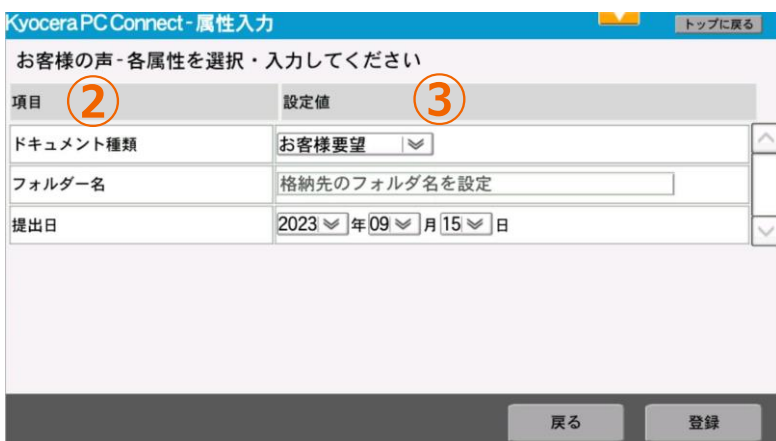 Kyocera PC Connect - 属性入力
トップに戻る
お客様の声 - 各属性を選択・入力してください
項目 ② 設定値 ③
ドキュメント種類 お客様要望
フォルダー名 格納先のフォルダ名を設定
提出日 2023 年 09 月 15 日
戻る 登録